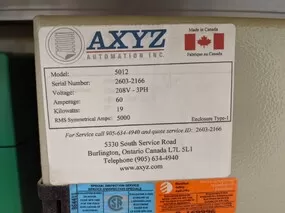 AXYZ
AUTOMATION INC.
Made in Canada
Fabriqué au Canada
Model: 5012
Serial Number: 2603-2166
Voltage: 208V - 3PH
Amperage: 60
Kilowatts: 19
RMS Symmetrical Amps: 5000 Enclosure Type-1
For Service call 905-634-4940 and quote service ID: 2603-2166
5330 South Service Road
Burlington, Ontario Canada L7L 5L1
Telephone (905) 634-4940
www.axyz.com
SPECIAL INSPECTION SERVICE